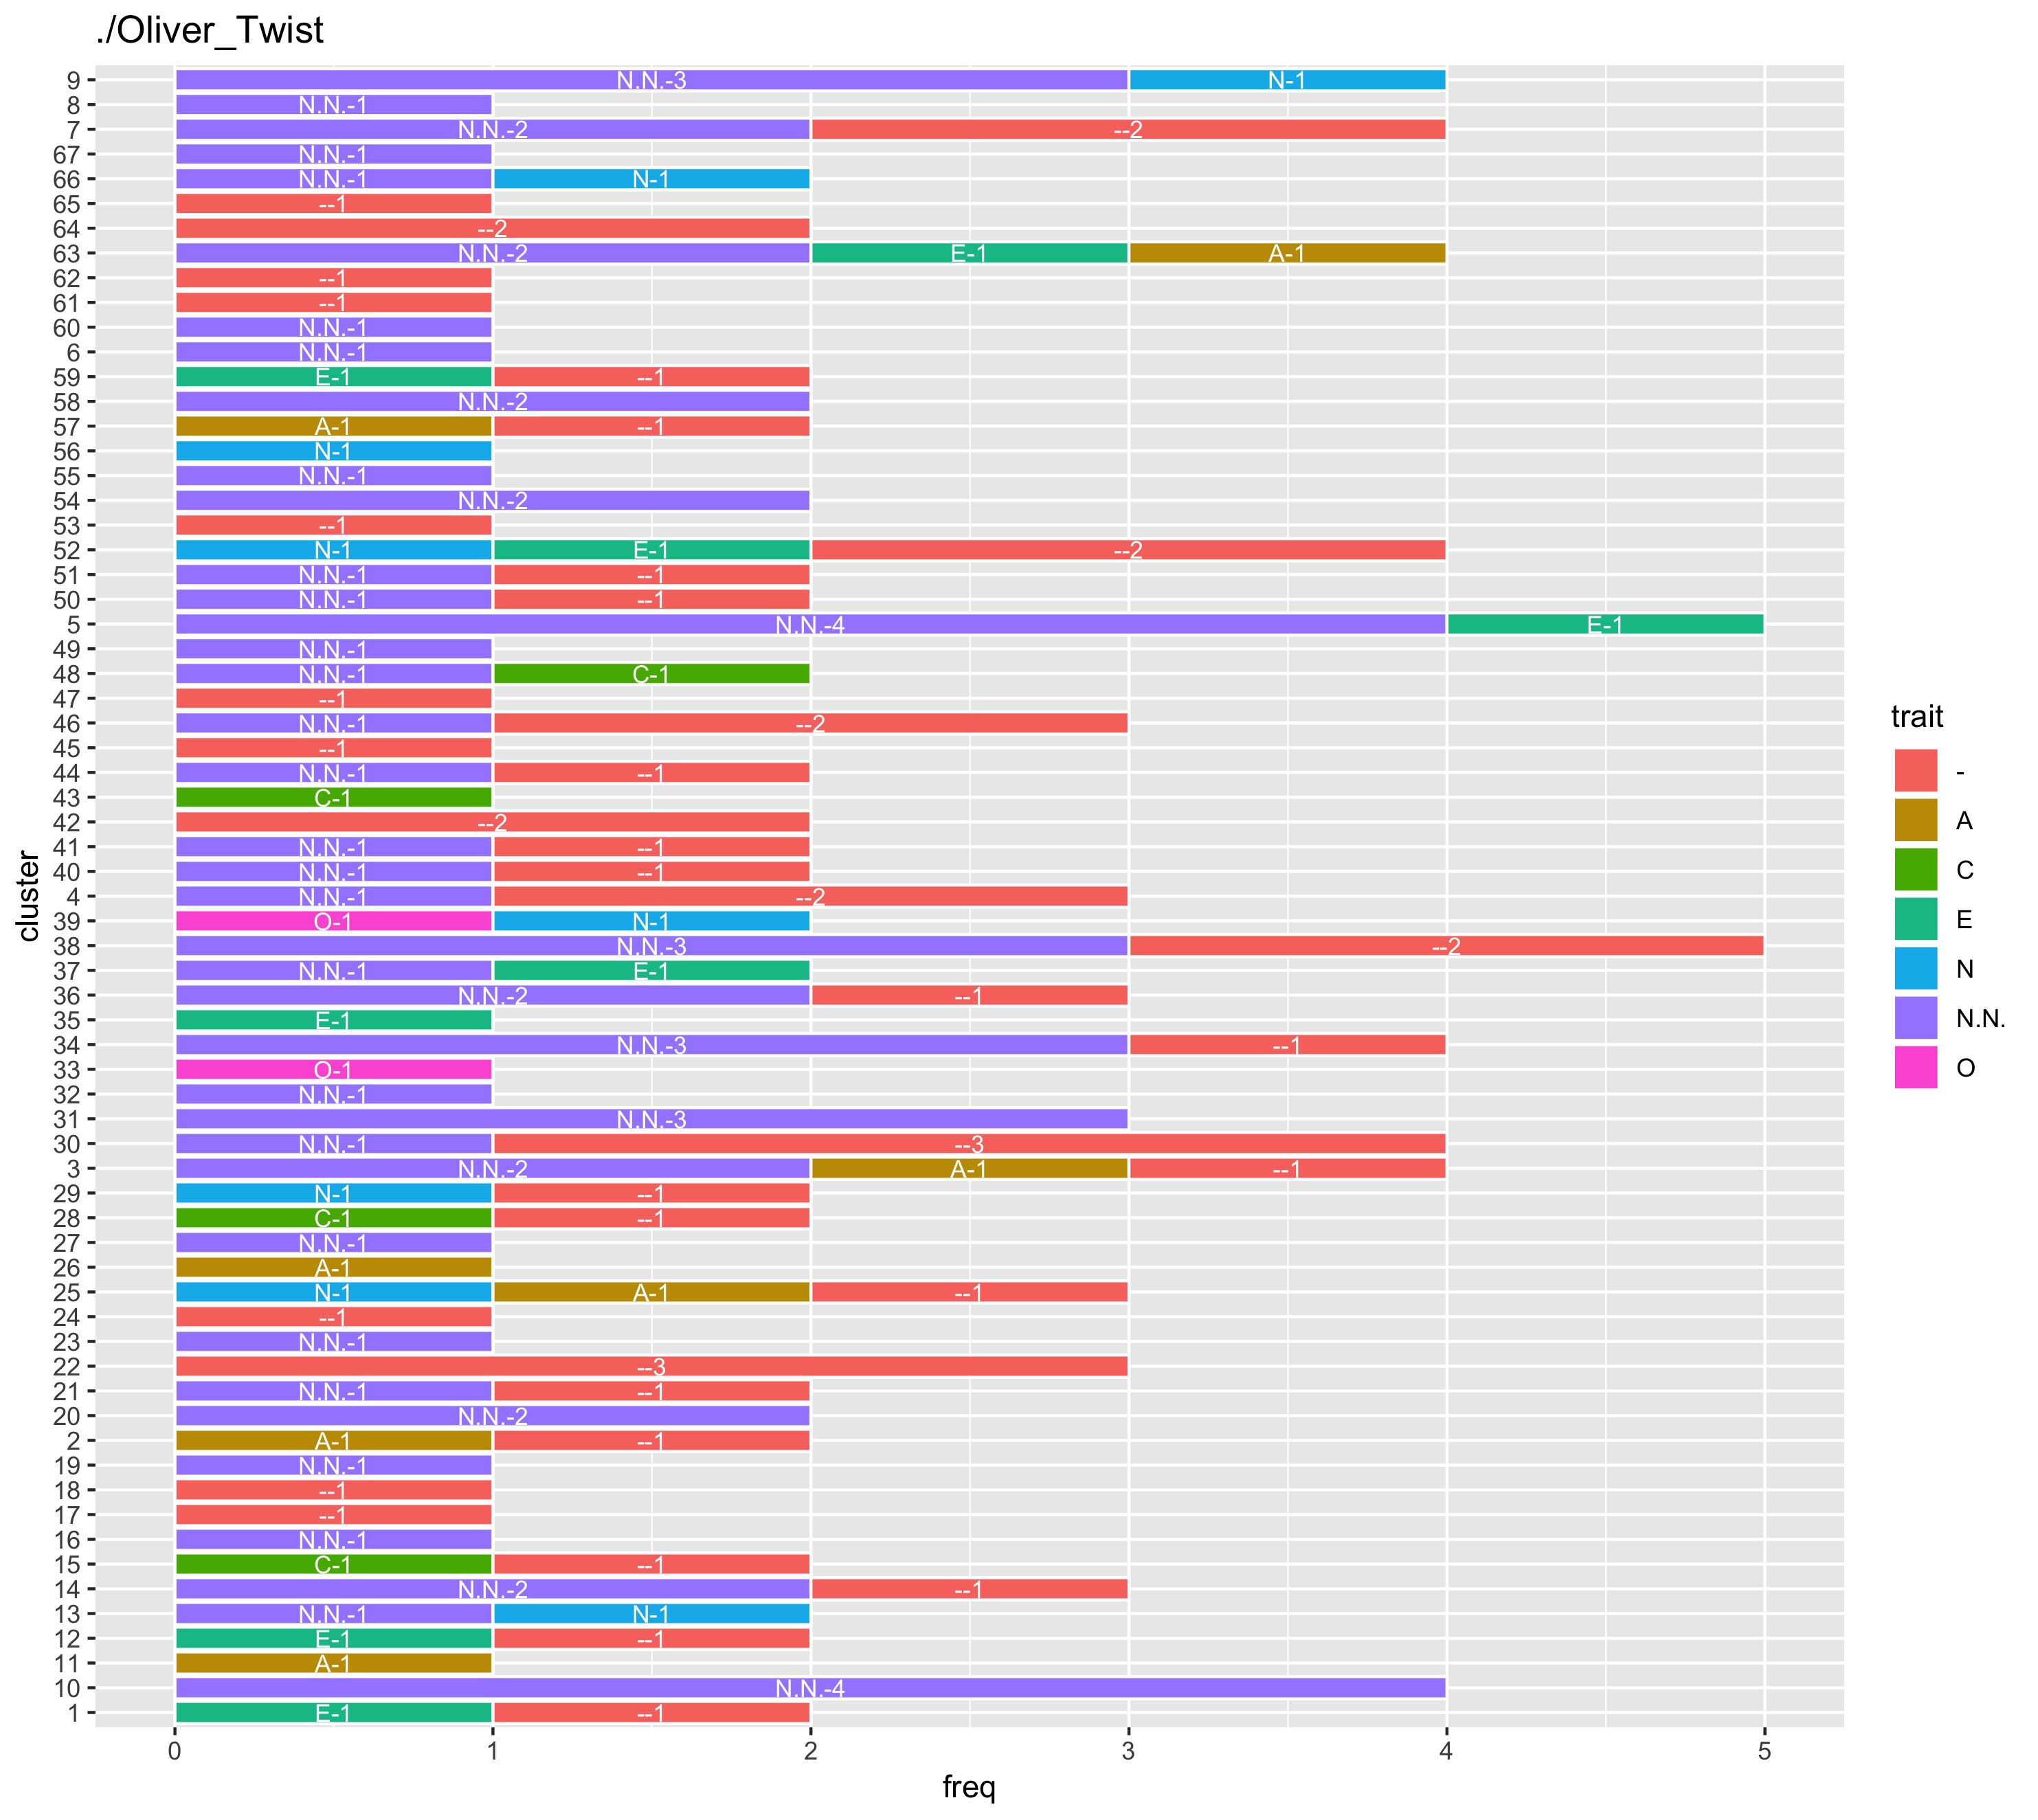 ./Oliver_Twist
9 N.N.-3 N-1
8 N.N.-1
7 N.N.-2 --2
67 N.N.-1
66 N.N.-1 N-1
65 --1
64 --2
63 N.N.-2 E-1 A-1
62 --1
61 --1
60 N.N.-1
6 N.N.-1
59 E-1 --1
58 N.N.-2
57 A-1 --1
56 N-1
55 N.N.-1
54 N.N.-2
53 --1
52 N-1 E-1 --2
51 N.N.-1 --1
50 N.N.-1 --1
5 N.N.-4 E-1
49 N.N.-1
48 N.N.-1 C-1
47 --1
46 N.N.-1 --2
45 --1
44 N.N.-1 --1
43 C-1
42 --2
41 N.N.-1 --1
40 N.N.-1 --1
4 N.N.-1 --2
39 O-1 N-1
38 N.N.-3 --2
37 N.N.-1 E-1
36 N.N.-2 --1
35 E-1
34 N.N.-3 --1
33 O-1
32 N.N.-1
31 N.N.-3
30 N.N.-1 --3
3 N.N.-2 A-1 --1
29 N-1 --1
28 C-1 --1
27 N.N.-1
26 A-1
25 N-1 A-1 --1
24 --1
23 N.N.-1
22 --3
21 N.N.-1 --1
20 N.N.-2
2 A-1 --1
19 N.N.-1
18 --1
17 --1
16 N.N.-1
15 C-1 --1
14 N.N.-2 --1
13 N.N.-1 N-1
12 E-1 --1
11 A-1
10 N.N.-4
1 E-1 --1
0 1 2 3 4 5
freq
cluster
trait
-
A
C
E
N
N.N.
O